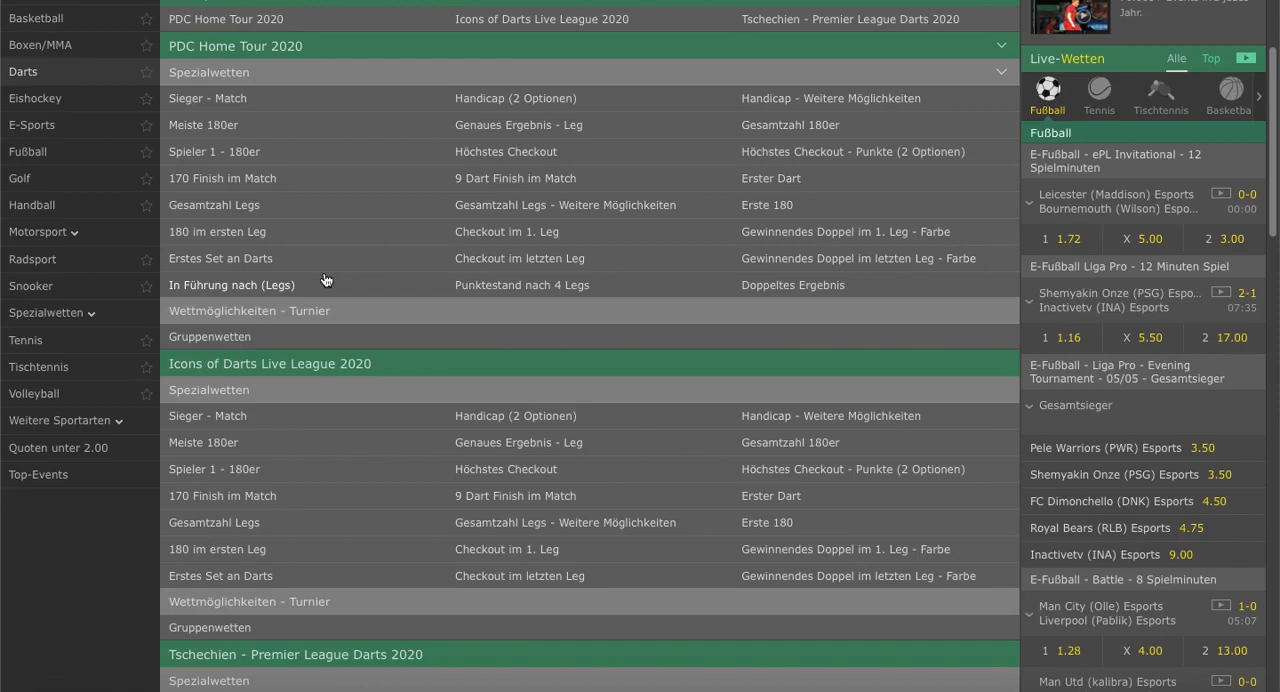 Basketball
Boxen/MMA
Darts
Eishockey
E-Sports
Fußball
Golf
Handball
Motorsport
Radsport
Snooker
Spezialwetten
Tennis
Tischtennis
Volleyball
Weitere Sportarten
Quoten unter 2.00
Top-Events
PDC Home Tour 2020 Icons of Darts Live League 2020 Tschechien - Premier League Darts 2020
PDC Home Tour 2020
Spezialwetten
Sieger - Match Handicap (2 Optionen) Handicap - Weitere Möglichkeiten
Meiste 180er Genaues Ergebnis - Leg Gesamtzahl 180er
Spieler 1 - 180er Höchstes Checkout Höchstes Checkout - Punkte (2 Optionen)
170 Finish im Match 9 Dart Finish im Match Erster Dart
Gesamtzahl Legs Gesamtzahl Legs - Weitere Möglichkeiten Erste 180
180 im ersten Leg Checkout im 1. Leg Gewinnendes Doppel im 1. Leg - Farbe
Erstes Set an Darts Checkout im letzten Leg Gewinnendes Doppel im letzten Leg - Farbe
In Führung nach (Legs) Punktestand nach 4 Legs Doppeltes Ergebnis
Wettmöglichkeiten - Turnier
Gruppenwetten
Icons of Darts Live League 2020
Spezialwetten
Sieger - Match Handicap (2 Optionen) Handicap - Weitere Möglichkeiten
Meiste 180er Genaues Ergebnis - Leg Gesamtzahl 180er
Spieler 1 - 180er Höchstes Checkout Höchstes Checkout - Punkte (2 Optionen)
170 Finish im Match 9 Dart Finish im Match Erster Dart
Gesamtzahl Legs Gesamtzahl Legs - Weitere Möglichkeiten Erste 180
180 im ersten Leg Checkout im 1. Leg Gewinnendes Doppel im 1. Leg - Farbe
Erstes Set an Darts Checkout im letzten Leg Gewinnendes Doppel im letzten Leg - Farbe
Wettmöglichkeiten - Turnier
Gruppenwetten
Tschechien - Premier League Darts 2020
Spezialwetten
Jahr.
Live-Wetten Alle Top
Fußball Tennis Tischtennis Basketba
Fußball
E-Fußball - ePL Invitational - 12
Spielminuten
Leicester (Maddison) Esports 0-0
Bournemouth (Wilson) Espo... 00:00
1 1.72 X 5.00 2 3.00
E-Fußball Liga Pro - 12 Minuten Spiel
Shemyakin Onze (PSG) Espo... 2-1
Inactivetv (INA) Esports 07:35
1 1.16 X 5.50 2 17.00
E-Fußball - Liga Pro - Evening
Tournament - 05/05 - Gesamtsieger
Gesamtsieger
Pele Warriors (PWR) Esports 3.50
Shemyakin Onze (PSG) Esports 3.50
FC Dimonchello (DNK) Esports 4.50
Royal Bears (RLB) Esports 4.75
Inactivetv (INA) Esports 9.00
E-Fußball - Battle - 8 Spielminuten
Man City (Olle) Esports 1-0
Liverpool (Pablik) Esports 05:07
1 1.28 X 4.00 2 13.00
Man Utd (kalibra) Esports 0-0